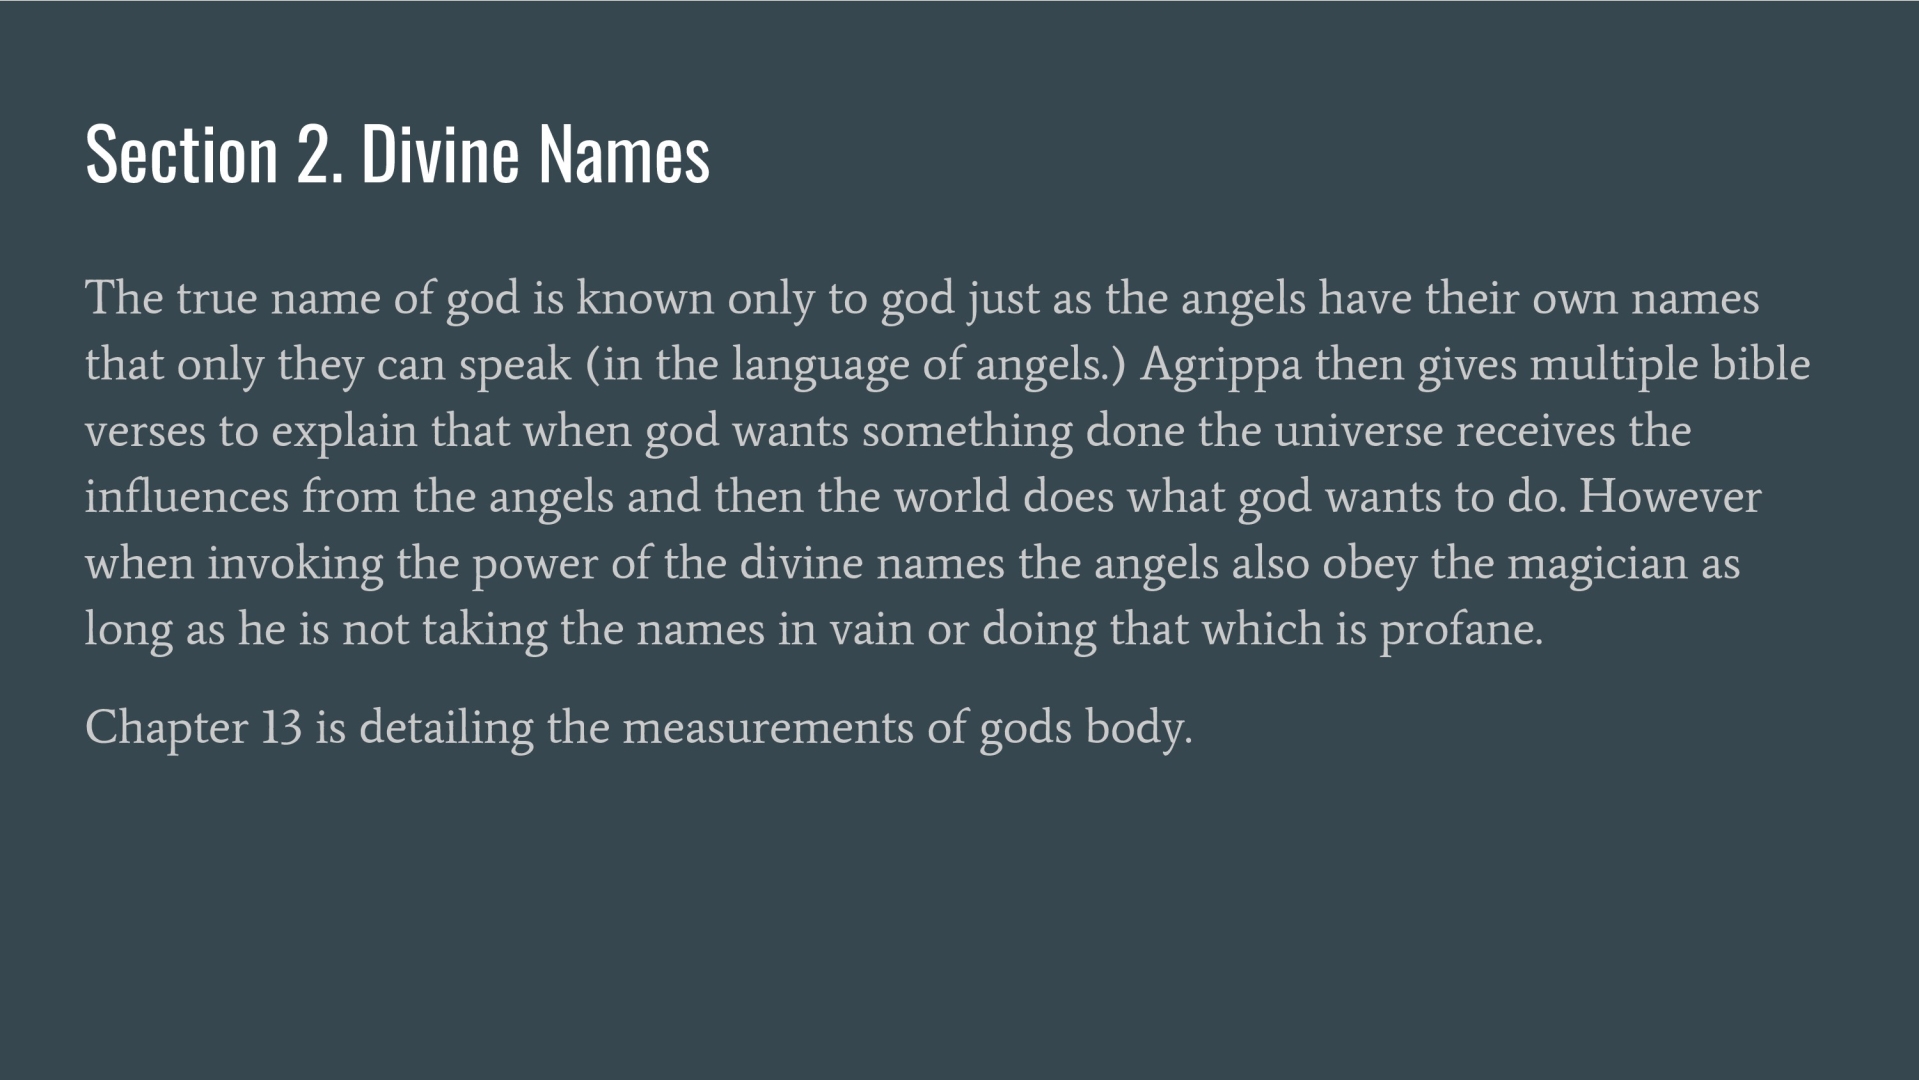 Section 2. Divine Names
The true name of god is known only to god just as the angels have their own names
that only they can speak (in the language of angels.) Agrippa then gives multiple bible
verses to explain that when god wants something done the universe receives the
influences from the angels and then the world does what god wants to do. However
when invoking the power of the divine names the angels also obey the magician as
long as he is not taking the names in vain or doing that which is profane.
Chapter 13 is detailing the measurements of gods body.